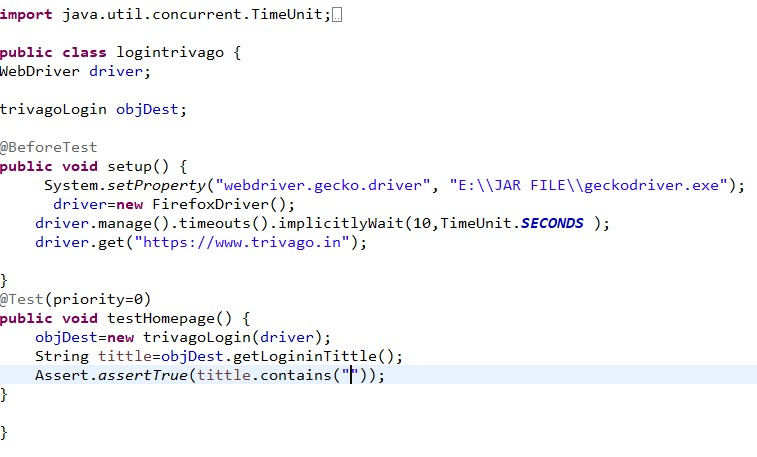 import java.util.concurrent.TimeUnit;
public class logintrivago {
WebDriver driver;
trivagoLogin objDest;
@BeforeTest
public void setup() {
System.setProperty("webdriver.gecko.driver", "E:\\JAR FILE\\geckodriver.exe");
driver=new FirefoxDriver();
driver.manage().timeouts().implicitlyWait(10,TimeUnit.SECONDS );
driver.get("https://www.trivago.in");
}
@Test(priority=0)
public void testHomepage() {
objDest=new trivagoLogin(driver);
String tittle=objDest.getLogininTittle();
Assert.assertTrue(tittle.contains(""));
}
}